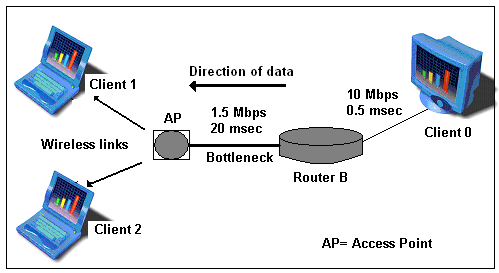 Direction of data
Client 1
10 Mbps
0.5 msec
AP
1.5 Mbps
20 msec
Client 0
Wireless links
Bottleneck
Router B
Client 2
AP= Access Point